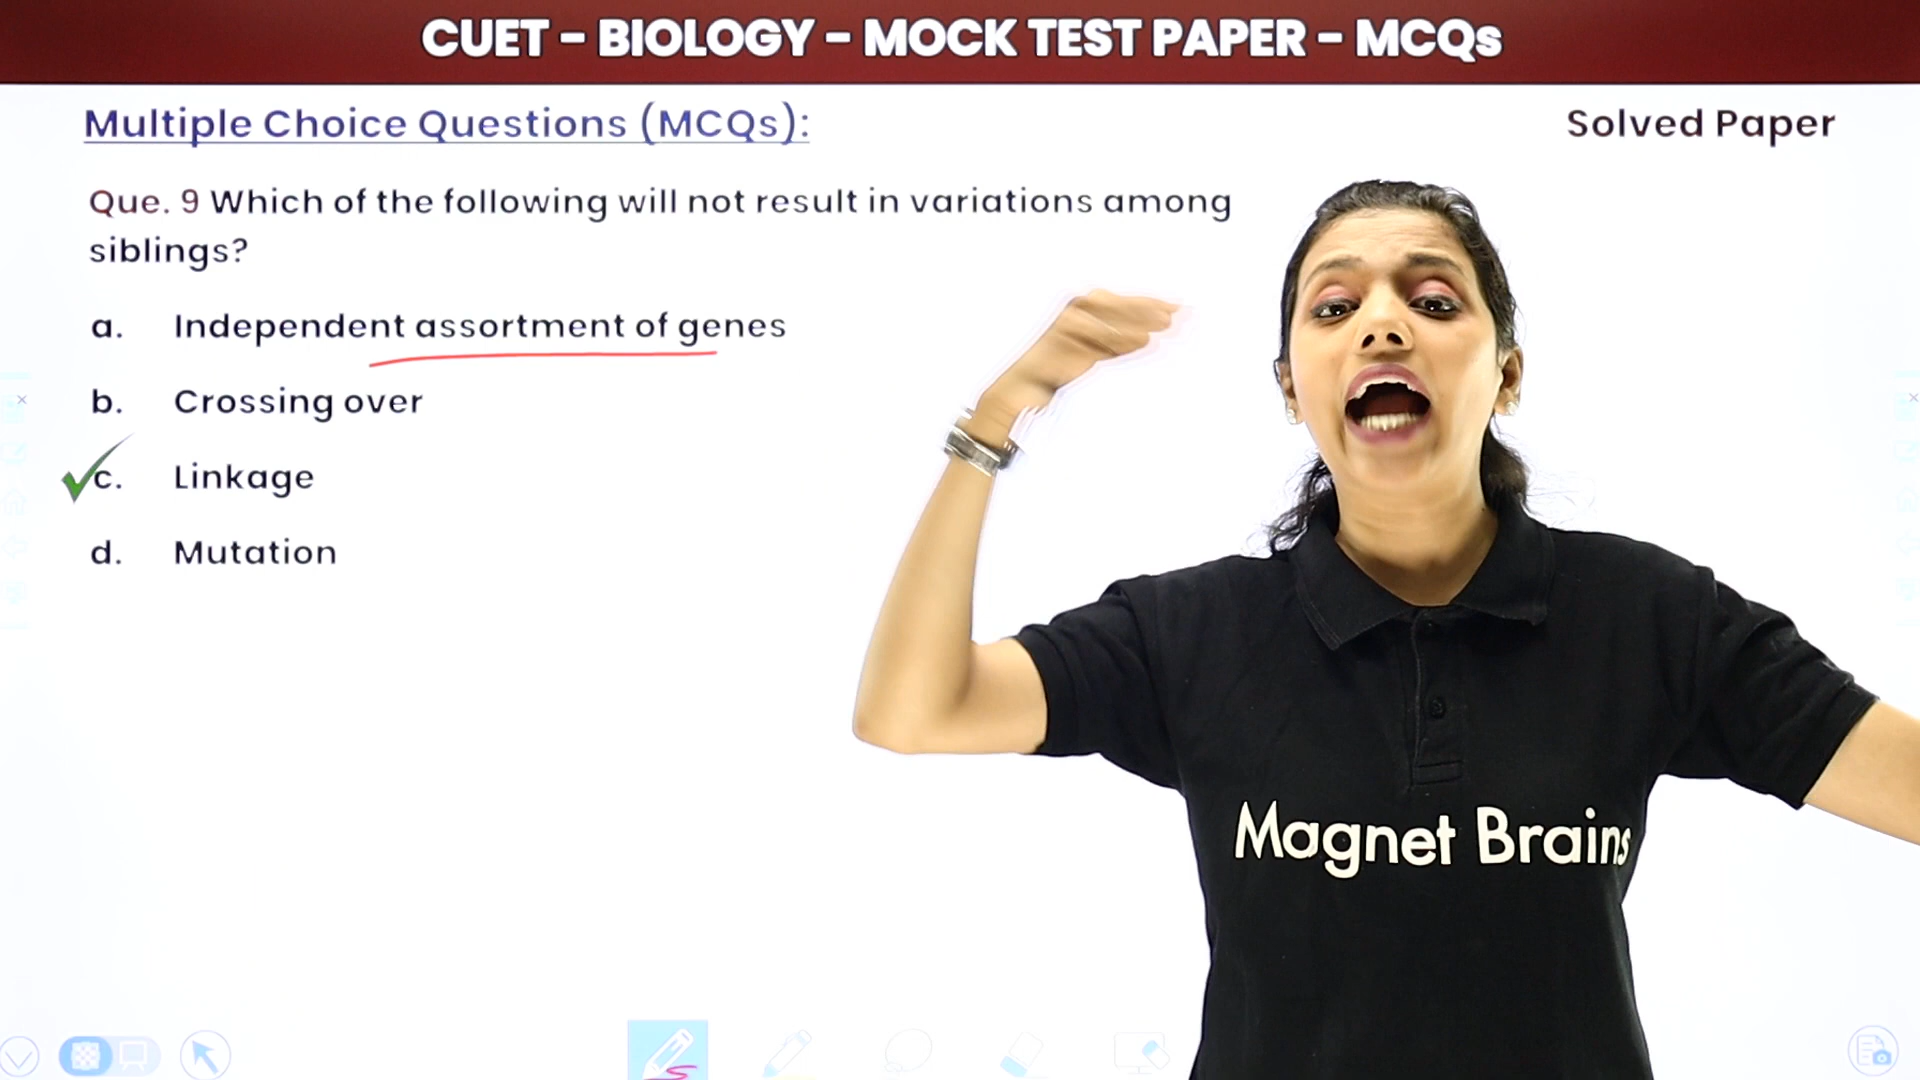 CUET - BIOLOGY - MOCK TEST PAPER - MCQs
Multiple Choice Questions (MCQs):
Solved Paper
Que. 9 Which of the following will not result in variations among
siblings?
a. Independent assortment of genes
b. Crossing over
c. Linkage
d. Mutation
Magnet Brains